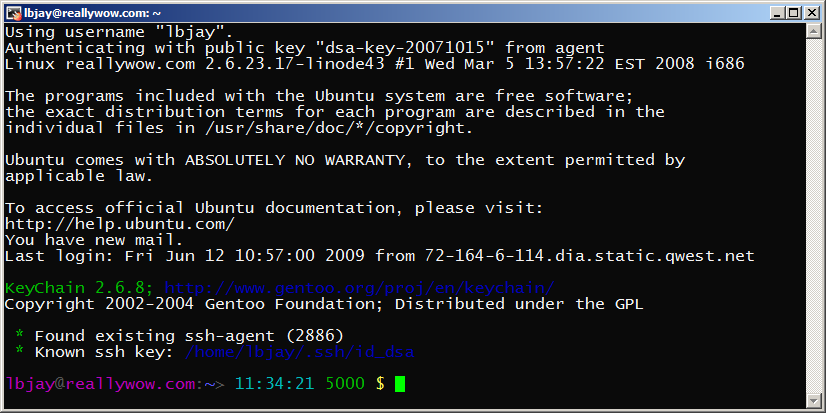 lbjay@reallywow.com: ~
Using username "lbjay".
Authenticating with public key "dsa-key-20071015" from agent
Linux reallywow.com 2.6.23.17-linode43 #1 Wed Mar 5 13:57:22 EST 2008 i686
The programs included with the Ubuntu system are free software;
the exact distribution terms for each program are described in the
individual files in /usr/share/doc/*/copyright.
Ubuntu comes with ABSOLUTELY NO WARRANTY, to the extent permitted by
applicable law.
To access official Ubuntu documentation, please visit:
http://help.ubuntu.com/
You have new mail.
Last login: Fri Jun 12 10:57:00 2009 from 72-164-6-114.dia.static.qwest.net
KeyChain 2.6.8; http://www.gentoo.org/proj/en/keychain/
Copyright 2002-2004 Gentoo Foundation; Distributed under the GPL
* Found existing ssh-agent (2886)
* Known ssh key: /home/lbjay/.ssh/id_dsa
lbjay@reallywow.com:~> 11:34:21 5000 $